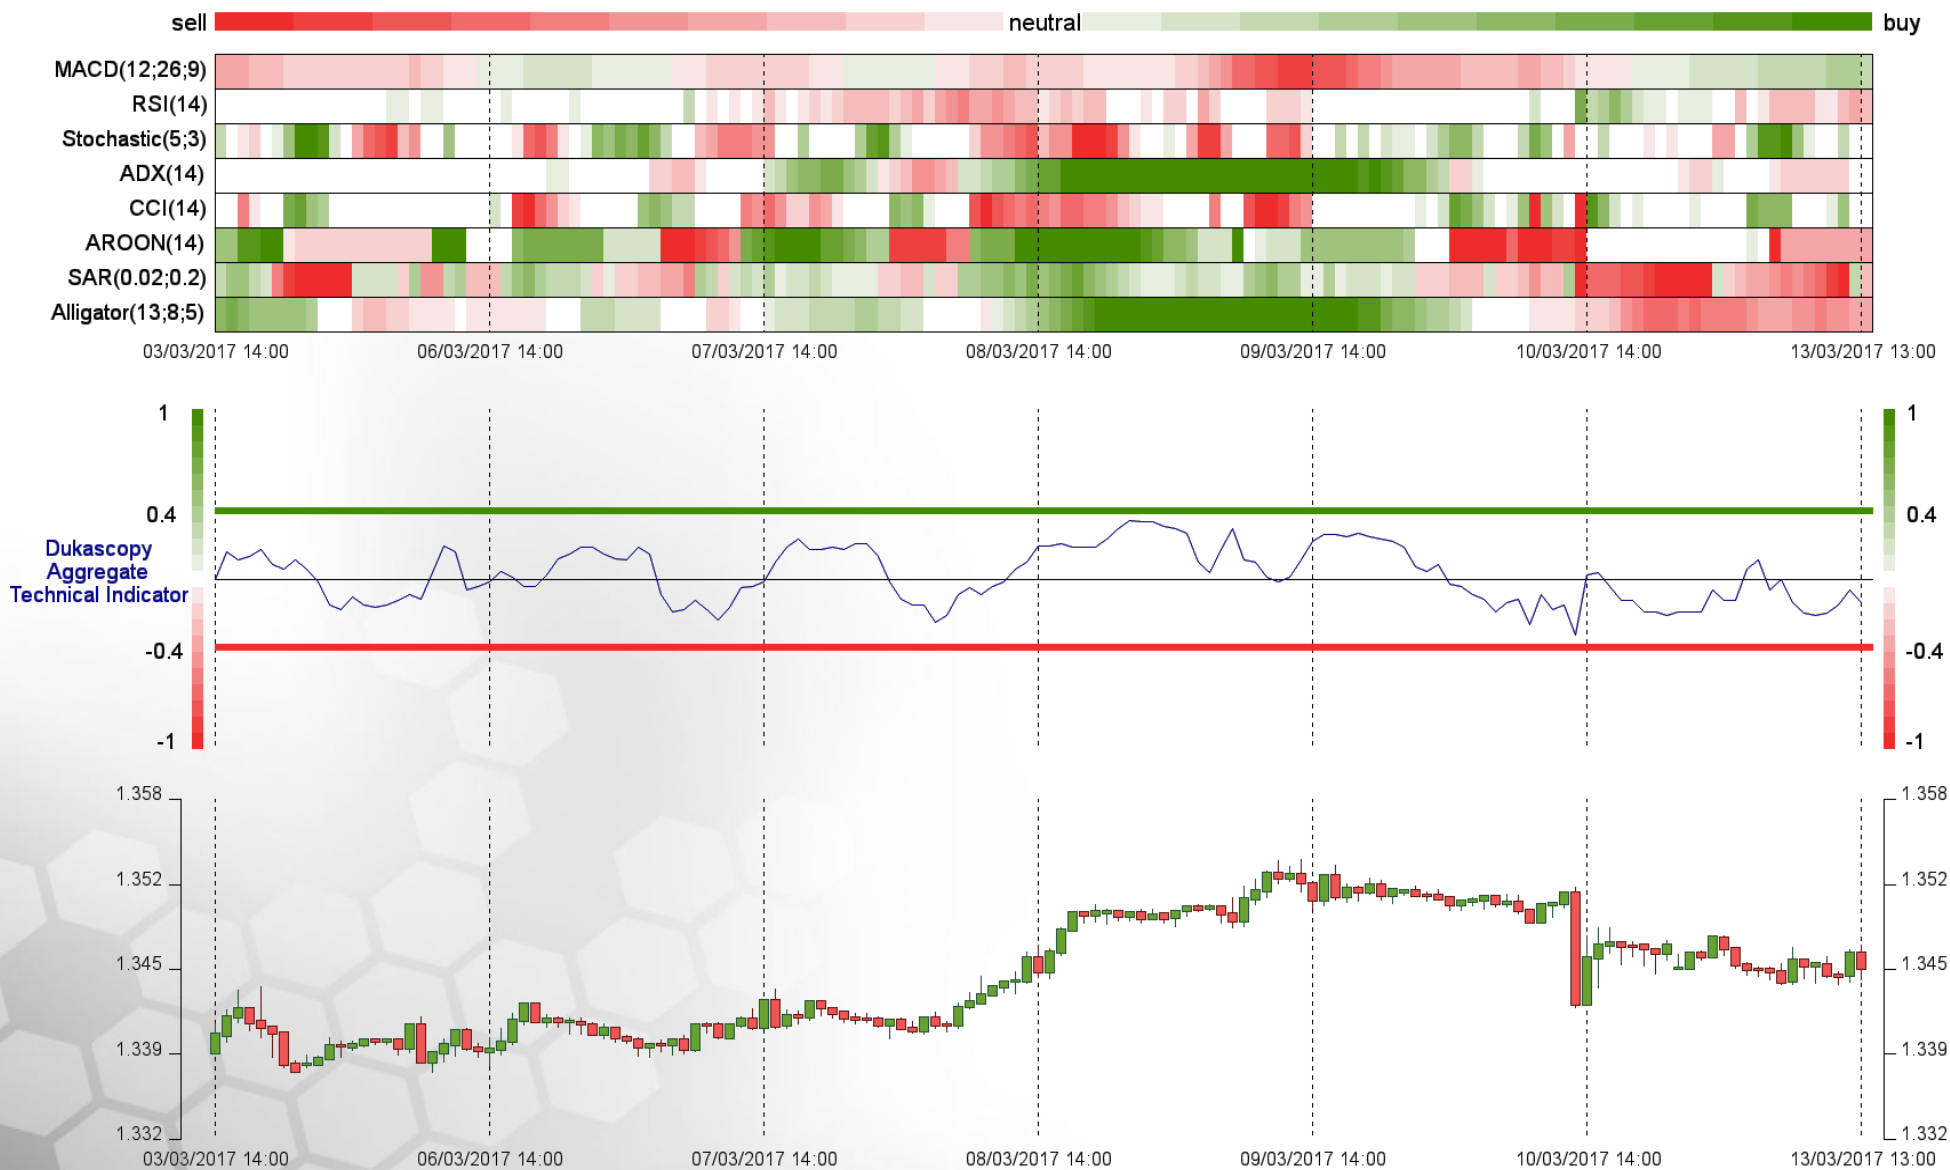 sell neutral buy
MACD(12;26;9)
RSI(14)
Stochastic(5;3)
ADX(14)
CCI(14)
AROON(14)
SAR(0.02;0.2)
Alligator(13;8;5)
03/03/2017 14:00 06/03/2017 14:00 07/03/2017 14:00 08/03/2017 14:00 09/03/2017 14:00 10/03/2017 14:00 13/03/2017 13:00
1 1
0.4 0.4
Dukascopy
Aggregate
Technical Indicator
-0.4 -0.4
-1 -1
1.358 1.358
1.352 1.352
1.345 1.345
1.339 1.339
1.332 1.332
03/03/2017 14:00 06/03/2017 14:00 07/03/2017 14:00 08/03/2017 14:00 09/03/2017 14:00 10/03/2017 14:00 13/03/2017 13:00